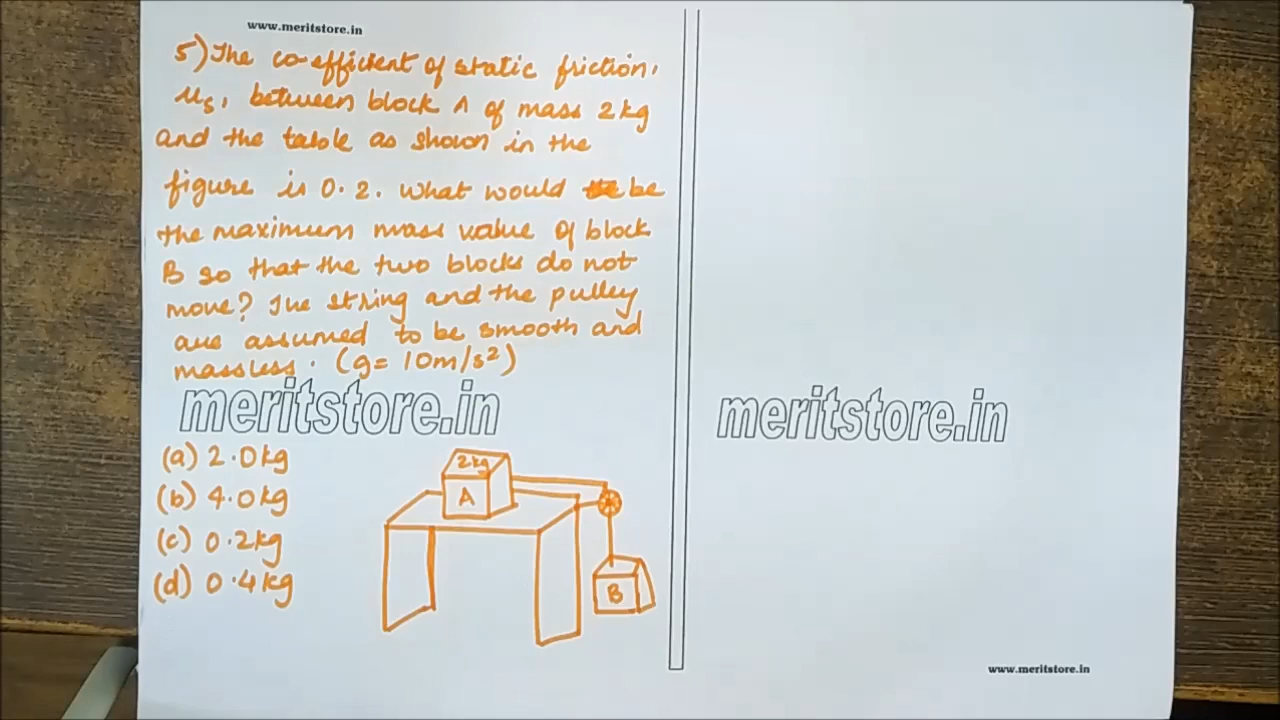 www.meritstore.in
5) The co-efficient of static friction,
μs, between block A of mass 2 kg
and the table as shown in the
figure is 0.2. What would be
the maximum mass value of block
B so that the two blocks do not
move? The string and the pulley
are assumed to be smooth and
massless. (g= 10m/s²)
meritstore.in
(a) 2.0kg
(b) 4.0kg
(c) 0.2kg
(d) 0.4kg
2kg
A
B
meritstore.in
www.meritstore.in